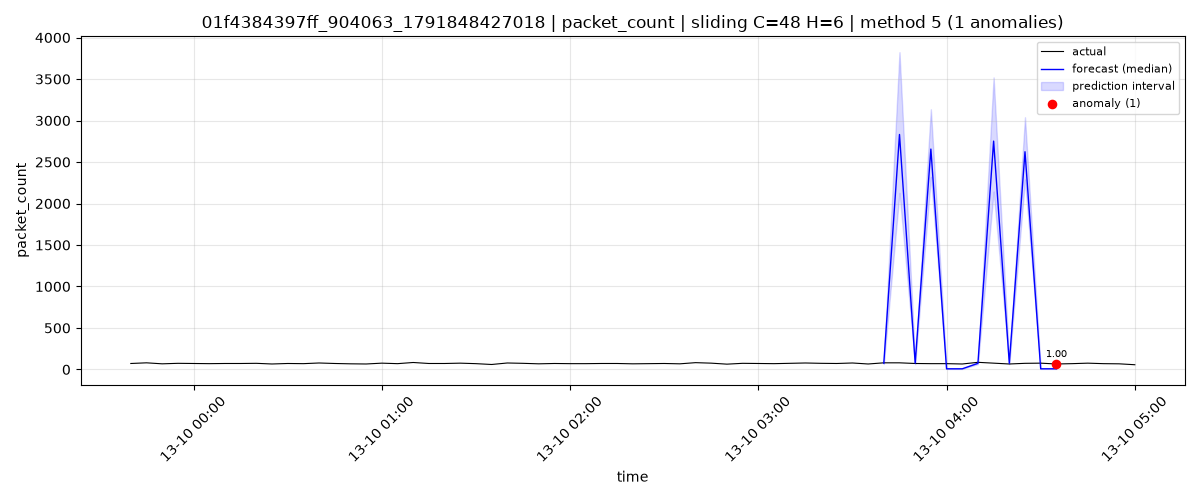 01f4384397ff_904063_1791848427018 | packet_count | sliding C=48 H=6 | method 5 (1 anomalies)
packet_count
4000
3500
3000
2500
2000
1500
1000
500
0
actual
forecast (median)
prediction interval
anomaly (1)
1.00
13-10 00:00
13-10 01:00
13-10 02:00
13-10 03:00
13-10 04:00
13-10 05:00
time